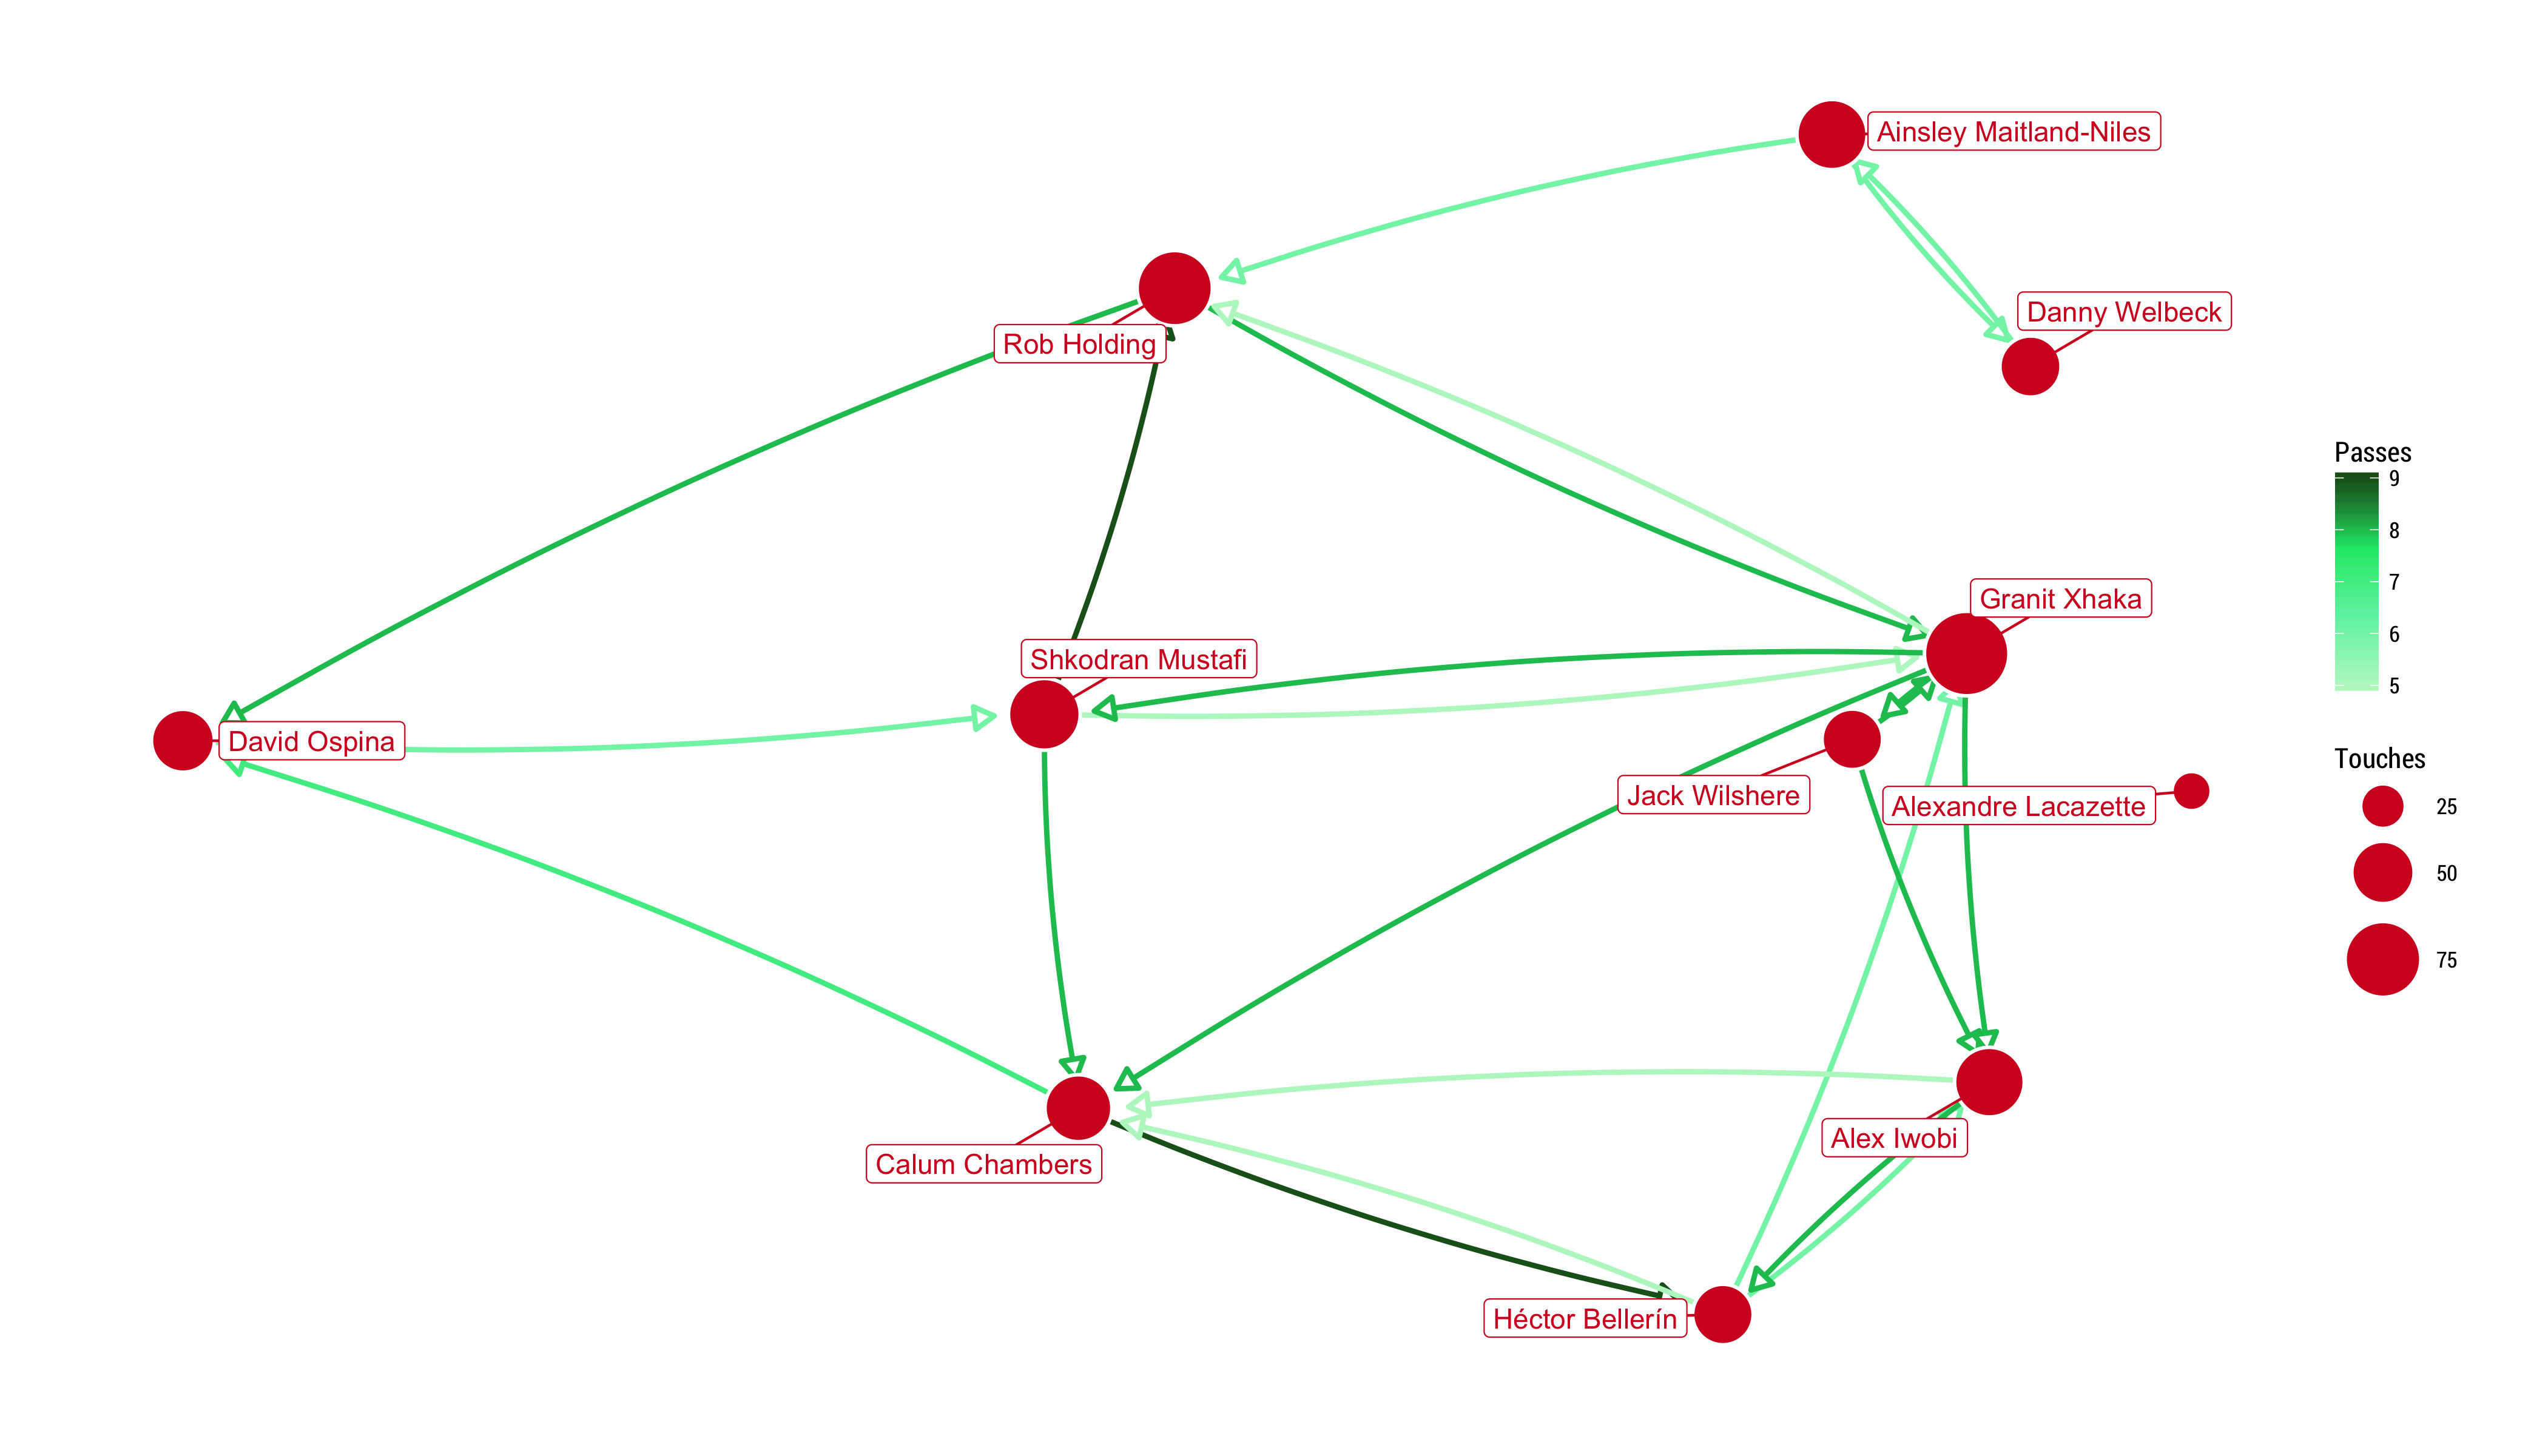 Ainsley Maitland-Niles
Danny Welbeck
Rob Holding
Granit Xhaka
Shkodran Mustafi
David Ospina
Jack Wilshere
Alexandre Lacazette
Alex Iwobi
Calum Chambers
Héctor Bellerín
Passes
9
8
7
6
5
Touches
25
50
75